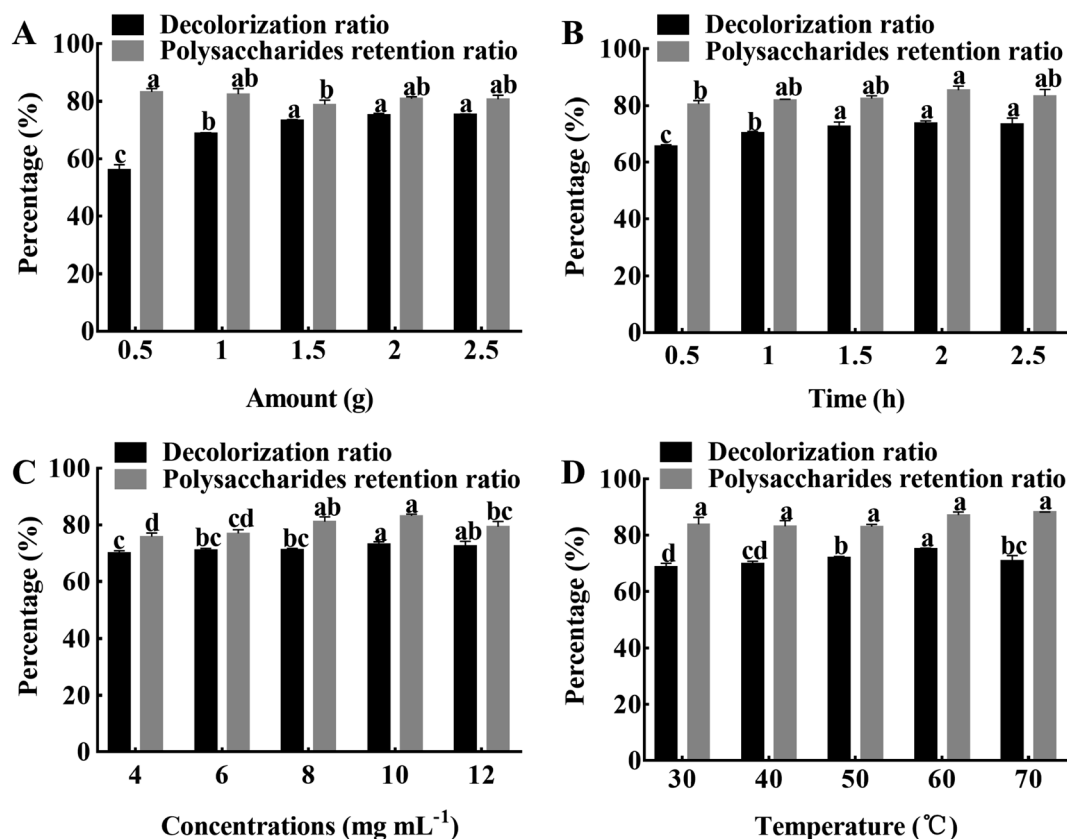 A
Decolorization ratio
Polysaccharides retention ratio
Percentage (%)
100
80
60
40
20
0
c a b ab a b a ab a ab
0.5 1 1.5 2 2.5
Amount (g)
B
Decolorization ratio
Polysaccharides retention ratio
Percentage (%)
100
80
60
40
20
0
c b b ab a ab a a a ab
0.5 1 1.5 2 2.5
Time (h)
C
Decolorization ratio
Polysaccharides retention ratio
Percentage (%)
100
80
60
40
20
0
c d bc cd bc ab a a ab bc
4 6 8 10 12
Concentrations (mg mL⁻¹)
D
Decolorization ratio
Polysaccharides retention ratio
Percentage (%)
100
80
60
40
20
0
d a cd a b a a a bc a
30 40 50 60 70
Temperature (℃)